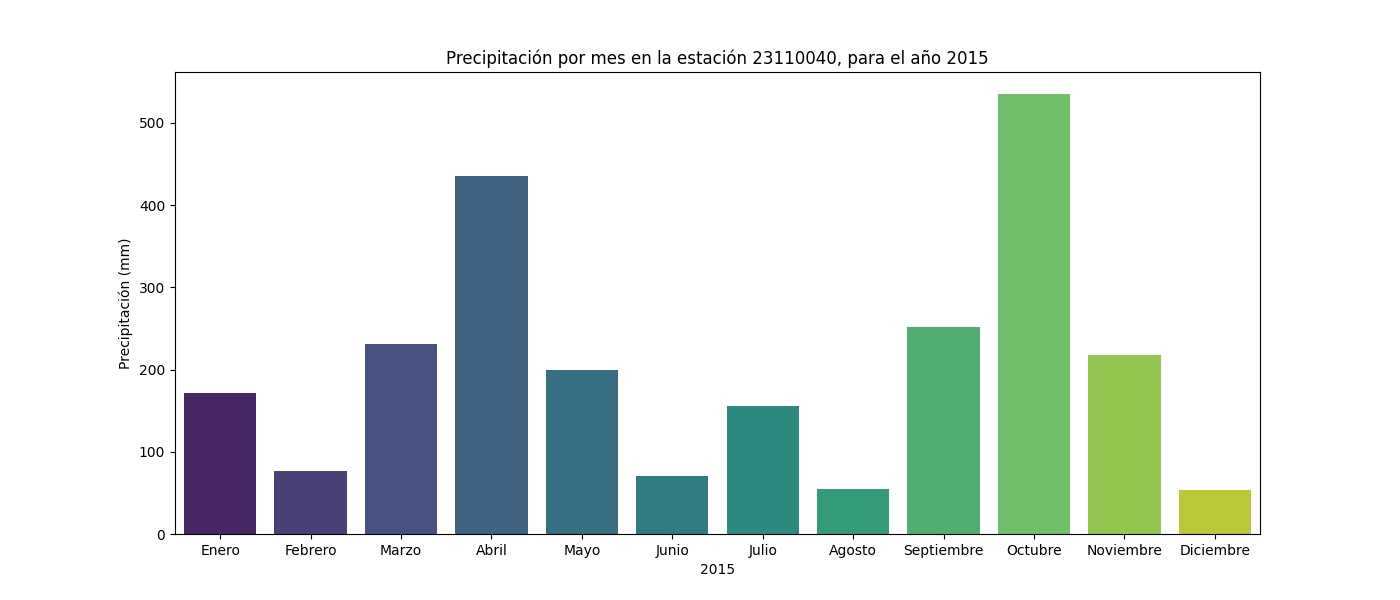 Precipitación por mes en la estación 23110040, para el año 2015
Precipitación (mm)
500
400
300
200
100
0
Enero Febrero Marzo Abril Mayo Junio Julio Agosto Septiembre Octubre Noviembre Diciembre
2015